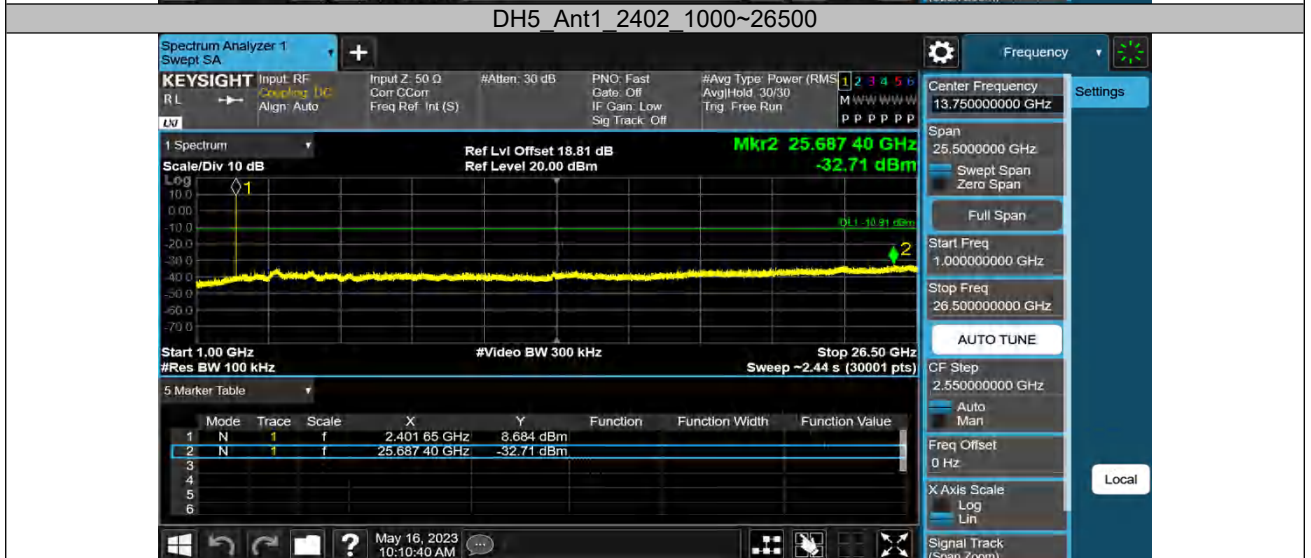 DH5_Ant1_2402_1000~26500
Spectrum Analyzer 1
Swept SA
+
Frequency
KEYSIGHT
RL
LXI
Input: RF
Coupling: DC
Align: Auto
Input Z: 50 Ω
Corr CCorr
Freq Ref: Int (S)
#Atten: 30 dB
PNO: Fast
Gate: Off
IF Gain: Low
Sig Track: Off
#Avg Type: Power (RMS
Avg|Hold: 30/30
Trig: Free Run
1 2 3 4 5 6
M W W W W W
P P P P P P
1 Spectrum
Scale/Div 10 dB
Ref Lvl Offset 18.81 dB
Ref Level 20.00 dBm
Mkr2 25.687 40 GHz
-32.71 dBm
Log
10.0
0.00
-10.0
-20.0
-30.0
-40.0
-50.0
-60.0
-70.0
1
DL1 -10.91 dBm
2
Start 1.00 GHz
#Res BW 100 kHz
#Video BW 300 kHz
Stop 26.50 GHz
Sweep ~2.44 s (30001 pts)
5 Marker Table
Mode Trace Scale X Y Function Function Width Function Value
1 N 1 f 2.401 65 GHz 8.684 dBm
2 N 1 f 25.687 40 GHz -32.71 dBm
3
4
5
6
May 16, 2023
10:10:40 AM
Center Frequency
13.750000000 GHz
Settings
Span
25.5000000 GHz
Swept Span
Zero Span
Full Span
Start Freq
1.000000000 GHz
Stop Freq
26.500000000 GHz
AUTO TUNE
CF Step
2.550000000 GHz
Auto
Man
Freq Offset
0 Hz
X Axis Scale
Log
Lin
Local
Signal Track
(Span Zoom)